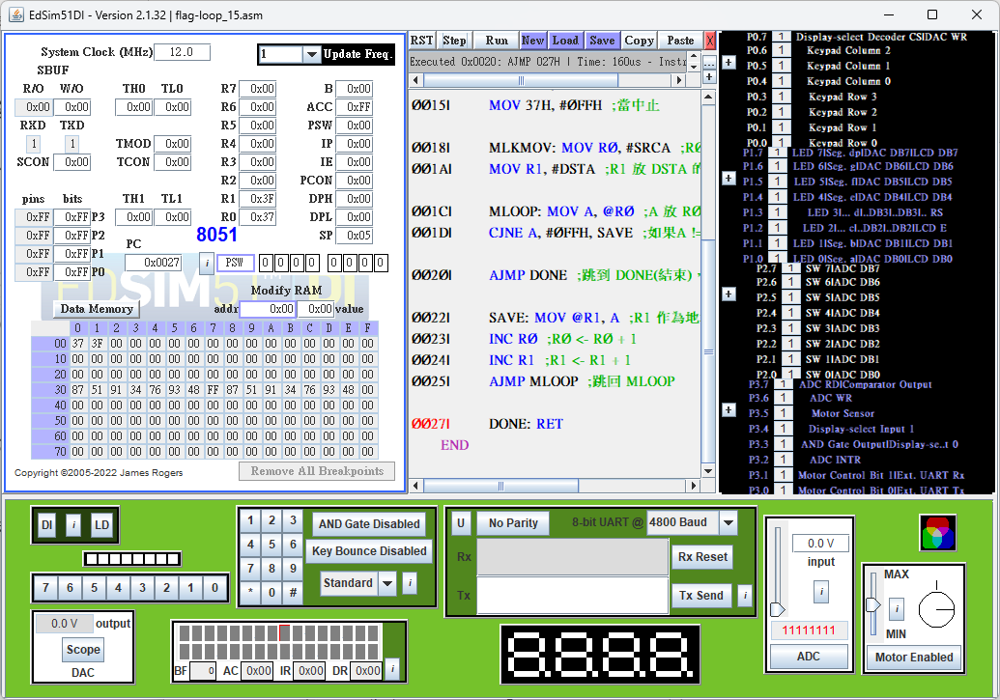 EdSim51DI - Version 2.1.32 | flag-loop_15.asm
System Clock (MHz) 12.0
1 Update Freq.
SBUF
R/O W/O TH0 TL0
0x00 0x00 0x00 0x00
RXD TXD
1 1
TMOD 0x00
SCON 0x00 TCON 0x00
R7 0x00 B 0x00
R6 0x00 ACC 0xFF
R5 0x00 PSW 0x00
R4 0x00 IP 0x00
R3 0x00 IE 0x00
R2 0x00 PCON 0x00
R1 0x3F DPH 0x00
R0 0x37 DPL 0x00
8051 SP 0x05
pins bits TH1 TL1
0xFF 0xFF P3 0x00 0x00
0xFF 0xFF P2
0xFF 0xFF P1
0xFF 0xFF P0
PC
0x0027
i PSW 0 0 0 0 0 0 0 0
EDSIM51DI
Modify RAM
Data Memory addr 0x00 0x00 value
0 1 2 3 4 5 6 7 8 9 A B C D E F
00 37 3F 00 00 00 00 00 00 00 00 00 00 00 00 00 00
10 00 00 00 00 00 00 00 00 00 00 00 00 00 00 00 00
20 00 00 00 00 00 00 00 00 00 00 00 00 00 00 00 00
30 87 51 91 34 76 93 48 FF 87 51 91 34 76 93 48 00
40 00 00 00 00 00 00 00 00 00 00 00 00 00 00 00 00
50 00 00 00 00 00 00 00 00 00 00 00 00 00 00 00 00
60 00 00 00 00 00 00 00 00 00 00 00 00 00 00 00 00
70 00 00 00 00 00 00 00 00 00 00 00 00 00 00 00 00
Copyright ©2005-2022 James Rogers
Remove All Breakpoints
RST Step Run New Load Save Copy Paste X
Executed 0x0020: AJMP 027H | Time: 160us - Instr
...
+
0015| MOV 37H, #0FFH ;當中止
0018| MLKMOV: MOV R0, #SRCA ;R0
001A| MOV R1, #DSTA ;R1 放 DSTA 的
001C| MLOOP: MOV A, @R0 ;A 放 R0
001D| CJNE A, #0FFH, SAVE ;如果A !=
0020| AJMP DONE ;跳到 DONE(結束),
0022| SAVE: MOV @R1, A ;R1 作為地
0023| INC R0 ;R0 <- R0 + 1
0024| INC R1 ;R1 <- R1 + 1
0025| AJMP MLOOP ;跳回 MLOOP
0027| DONE: RET
END
P0.7 1 Display-select Decoder CS|DAC WR
P0.6 1 Keypad Column 2
P0.5 1 Keypad Column 1
P0.4 1 Keypad Column 0
P0.3 1 Keypad Row 3
P0.2 1 Keypad Row 2
P0.1 1 Keypad Row 1
P0.0 1 Keypad Row 0
P1.7 1 LED 7|Seg. dp|DAC DB7|LCD DB7
P1.6 1 LED 6|Seg. g|DAC DB6|LCD DB6
P1.5 1 LED 5|Seg. f|DAC DB5|LCD DB5
P1.4 1 LED 4|Seg. e|DAC DB4|LCD DB4
P1.3 1 LED 3|... d|..DB3|..DB3|.. RS
P1.2 1 LED 2|... c|..DB2|..DB2|LCD E
P1.1 1 LED 1|Seg. b|DAC DB1|LCD DB1
P1.0 1 LED 0|Seg. a|DAC DB0|LCD DB0
P2.7 1 SW 7|ADC DB7
P2.6 1 SW 6|ADC DB6
P2.5 1 SW 5|ADC DB5
P2.4 1 SW 4|ADC DB4
P2.3 1 SW 3|ADC DB3
P2.2 1 SW 2|ADC DB2
P2.1 1 SW 1|ADC DB1
P2.0 1 SW 0|ADC DB0
P3.7 1 ADC RD|Comparator Output
P3.6 1 ADC WR
P3.5 1 Motor Sensor
P3.4 1 Display-select Input 1
P3.3 1 AND Gate Output|Display-se..t 0
P3.2 1 ADC INTR
P3.1 1 Motor Control Bit 1|Ext. UART Rx
P3.0 1 Motor Control Bit 0|Ext. UART Tx
DI i LD
7 6 5 4 3 2 1 0
0.0 V output
Scope
DAC
1 2 3
4 5 6
7 8 9
* 0 #
AND Gate Disabled
Key Bounce Disabled
Standard i
BF 0 AC 0x00 IR 0x00 DR 0x00 i
U No Parity 8-bit UART @ 4800 Baud
Rx Rx Reset
Tx Tx Send i
8.8.8.8.
0.0 V
input
i
11111111
ADC
MAX
i
MIN
Motor Enabled